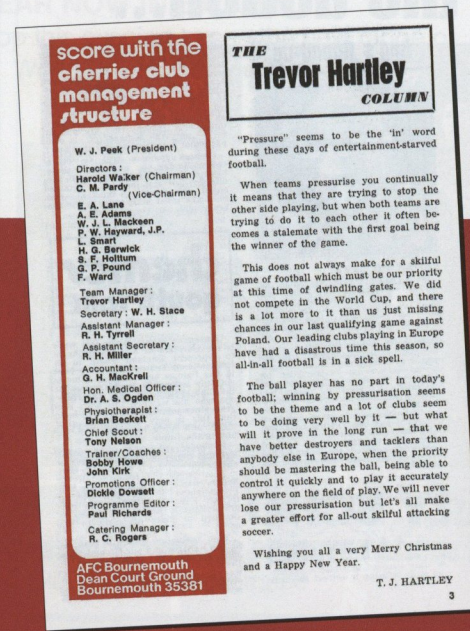 score with the
cherries club
management
structure
W. J. Peek (President)
Directors :
Harold Walker (Chairman)
C. M. Pardy
(Vice-Chairman)
E. A. Lane
A. E. Adams
W. J. L. Mackeen
P. W. Hayward, J.P.
L. Smart
H. G. Berwick
S. F. Holttum
G. P. Pound
F. Ward
Team Manager :
Trevor Hartley
Secretary : W. H. Stace
Assistant Manager :
R. H. Tyrrell
Assistant Secretary :
R. H. Miller
Accountant :
G. H. MacKrell
Hon. Medical Officer :
Dr. A. S. Ogden
Physiotherapist :
Brian Beckett
Chief Scout :
Tony Nelson
Trainer/Coaches :
Bobby Howe
John Kirk
Promotions Officer :
Dickie Dowsett
Programme Editor :
Paul Richards
Catering Manager :
R. C. Rogers
AFC Bournemouth
Dean Court Ground
Bournemouth 35381
THE
Trevor Hartley
COLUMN
"Pressure" seems to be the 'in' word
during these days of entertainment-starved
football.
When teams pressurise you continually
it means that they are trying to stop the
other side playing, but when both teams are
trying to do it to each other it often be-
comes a stalemate with the first goal being
the winner of the game.
This does not always make for a skilful
game of football which must be our priority
at this time of dwindling gates. We did
not compete in the World Cup, and there
is a lot more to it than us just missing
chances in our last qualifying game against
Poland. Our leading clubs playing in Europe
have had a disastrous time this season, so
all-in-all football is in a sick spell.
The ball player has no part in today's
football; winning by pressurisation seems
to be the theme and a lot of clubs seem
to be doing very well by it — but what
will it prove in the long run — that we
have better destroyers and tacklers than
anybody else in Europe, when the priority
should be mastering the ball, being able to
control it quickly and to play it accurately
anywhere on the field of play. We will never
lose our pressurisation but let's all make
a greater effort for all-out skilful attacking
soccer.
Wishing you all a very Merry Christmas
and a Happy New Year.
T. J. HARTLEY
3